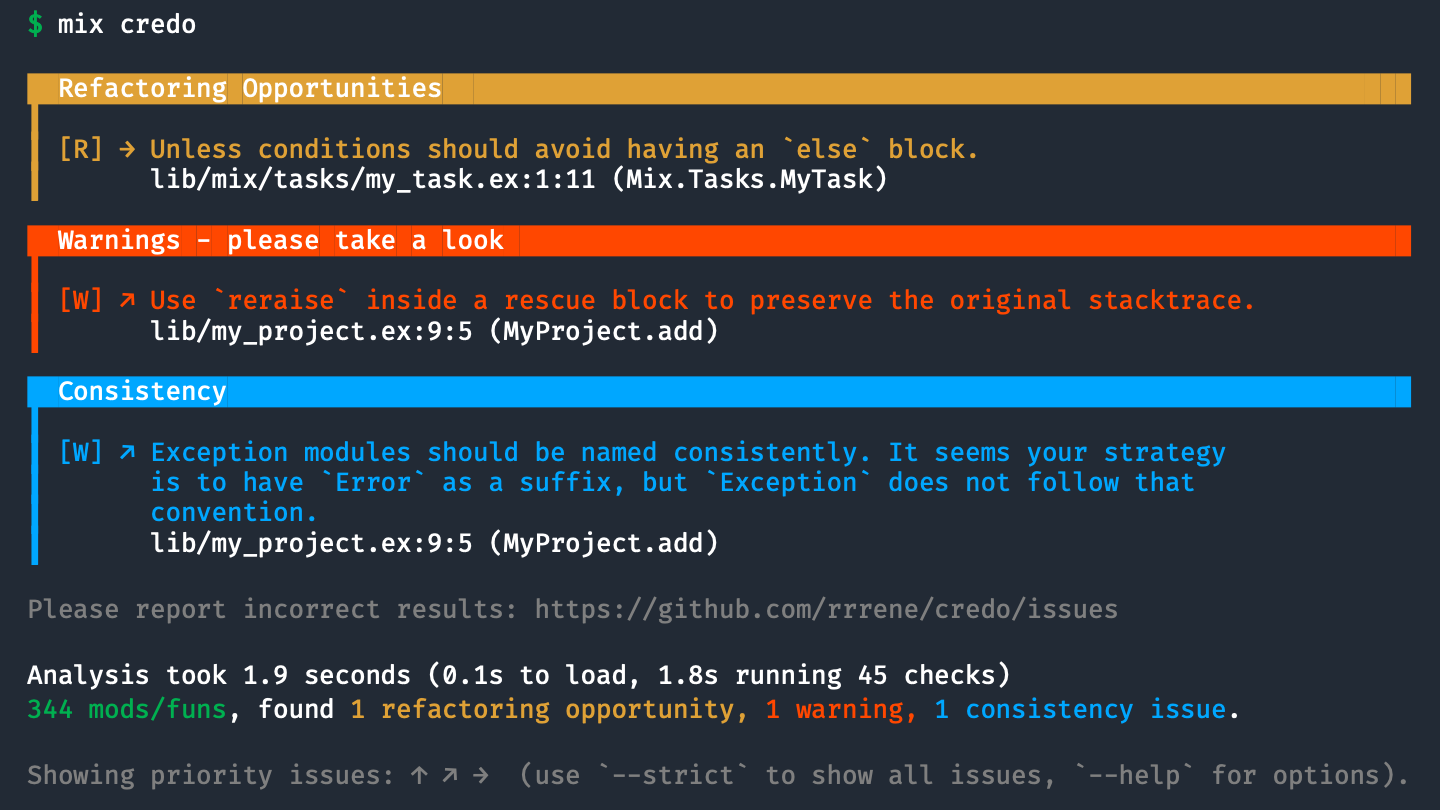 $ mix credo
Refactoring Opportunities
[R] → Unless conditions should avoid having an `else` block.
lib/mix/tasks/my_task.ex:1:11 (Mix.Tasks.MyTask)
Warnings - please take a look
[W] ↗ Use `reraise` inside a rescue block to preserve the original stacktrace.
lib/my_project.ex:9:5 (MyProject.add)
Consistency
[W] ↗ Exception modules should be named consistently. It seems your strategy
is to have `Error` as a suffix, but `Exception` does not follow that
convention.
lib/my_project.ex:9:5 (MyProject.add)
Please report incorrect results: https://github.com/rrrene/credo/issues
Analysis took 1.9 seconds (0.1s to load, 1.8s running 45 checks)
344 mods/funs, found 1 refactoring opportunity, 1 warning, 1 consistency issue.
Showing priority issues: ↑ ↗ → (use `--strict` to show all issues, `--help` for options).